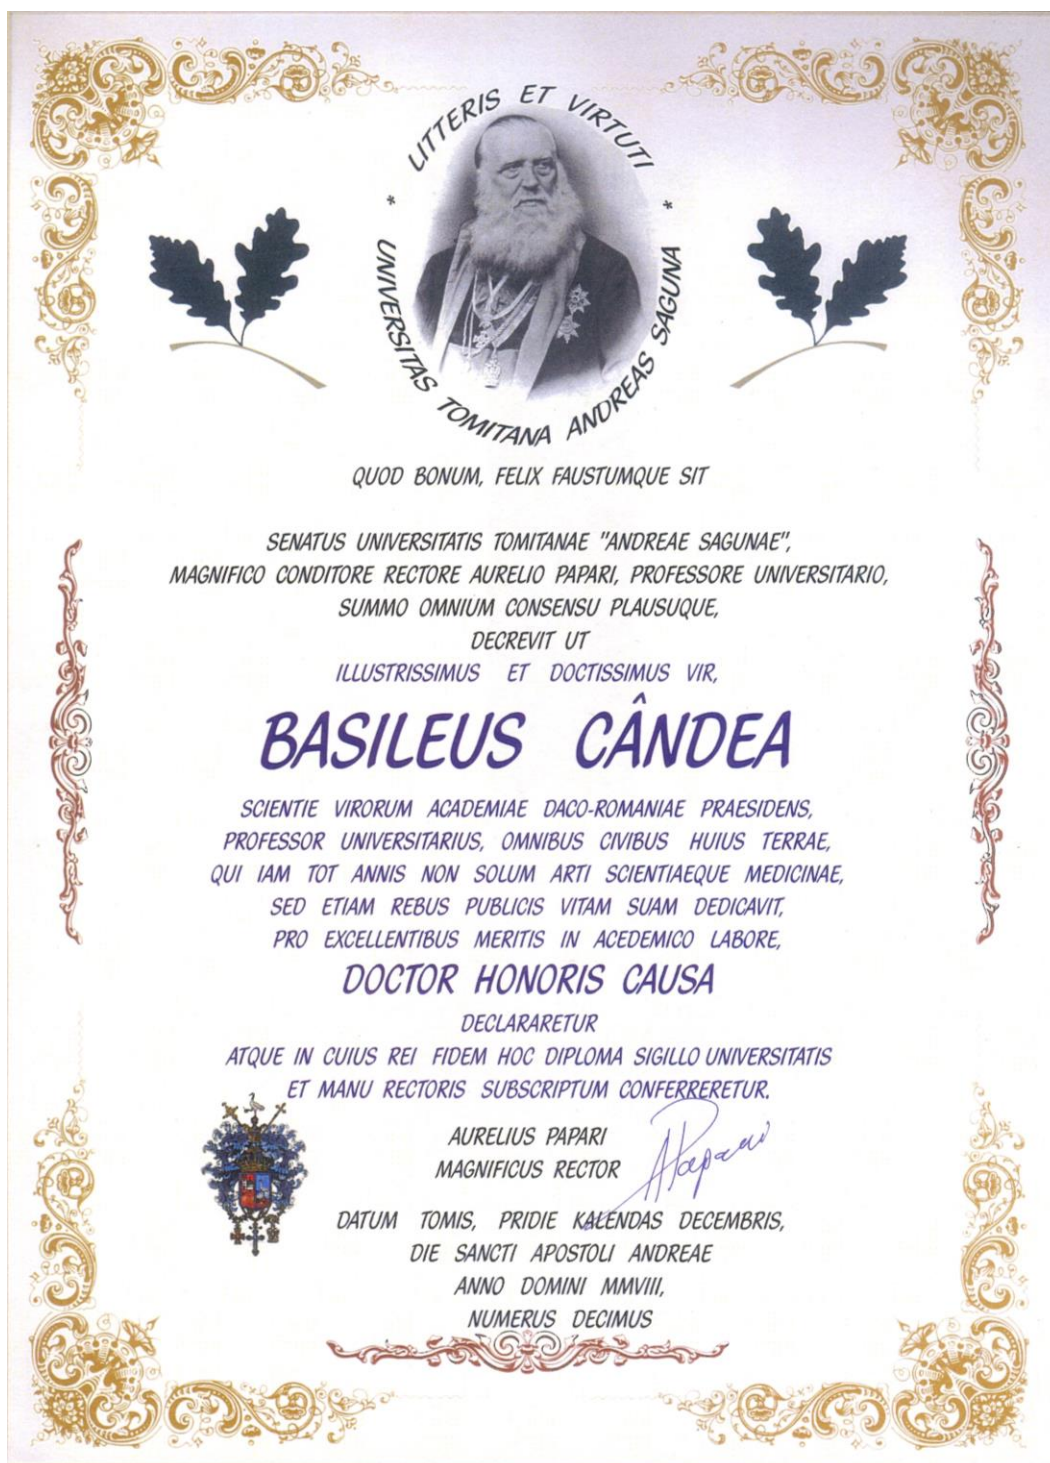 LITTERIS ET VIRTUTI
* UNIVERSITAS TOMITANA ANDREAS SAGUNA *
QUOD BONUM, FELIX FAUSTUMQUE SIT
SENATUS UNIVERSITATIS TOMITANAE "ANDREAE SAGUNAE",
MAGNIFICO CONDITORE RECTORE AURELIO PAPARI, PROFESSORE UNIVERSITARIO,
SUMMO OMNIUM CONSENSU PLAUSUQUE,
DECREVIT UT
ILLUSTRISSIMUS ET DOCTISSIMUS VIR,
BASILEUS CÂNDEA
SCIENTIE VIRORUM ACADEMIAE DACO-ROMANIAE PRAESIDENS,
PROFESSOR UNIVERSITARIUS, OMNIBUS CIVIBUS HUIUS TERRAE,
QUI IAM TOT ANNIS NON SOLUM ARTI SCIENTIAEQUE MEDICINAE,
SED ETIAM REBUS PUBLICIS VITAM SUAM DEDICAVIT,
PRO EXCELLENTIBUS MERITIS IN ACEDEMICO LABORE,
DOCTOR HONORIS CAUSA
DECLARARETUR
ATQUE IN CUIUS REI FIDEM HOC DIPLOMA SIGILLO UNIVERSITATIS
ET MANU RECTORIS SUBSCRIPTUM CONFERRERETUR.
AURELIUS PAPARI
MAGNIFICUS RECTOR
APapari
DATUM TOMIS, PRIDIE KALENDAS DECEMBRIS,
DIE SANCTI APOSTOLI ANDREAE
ANNO DOMINI MMVIII,
NUMERUS DECIMUS